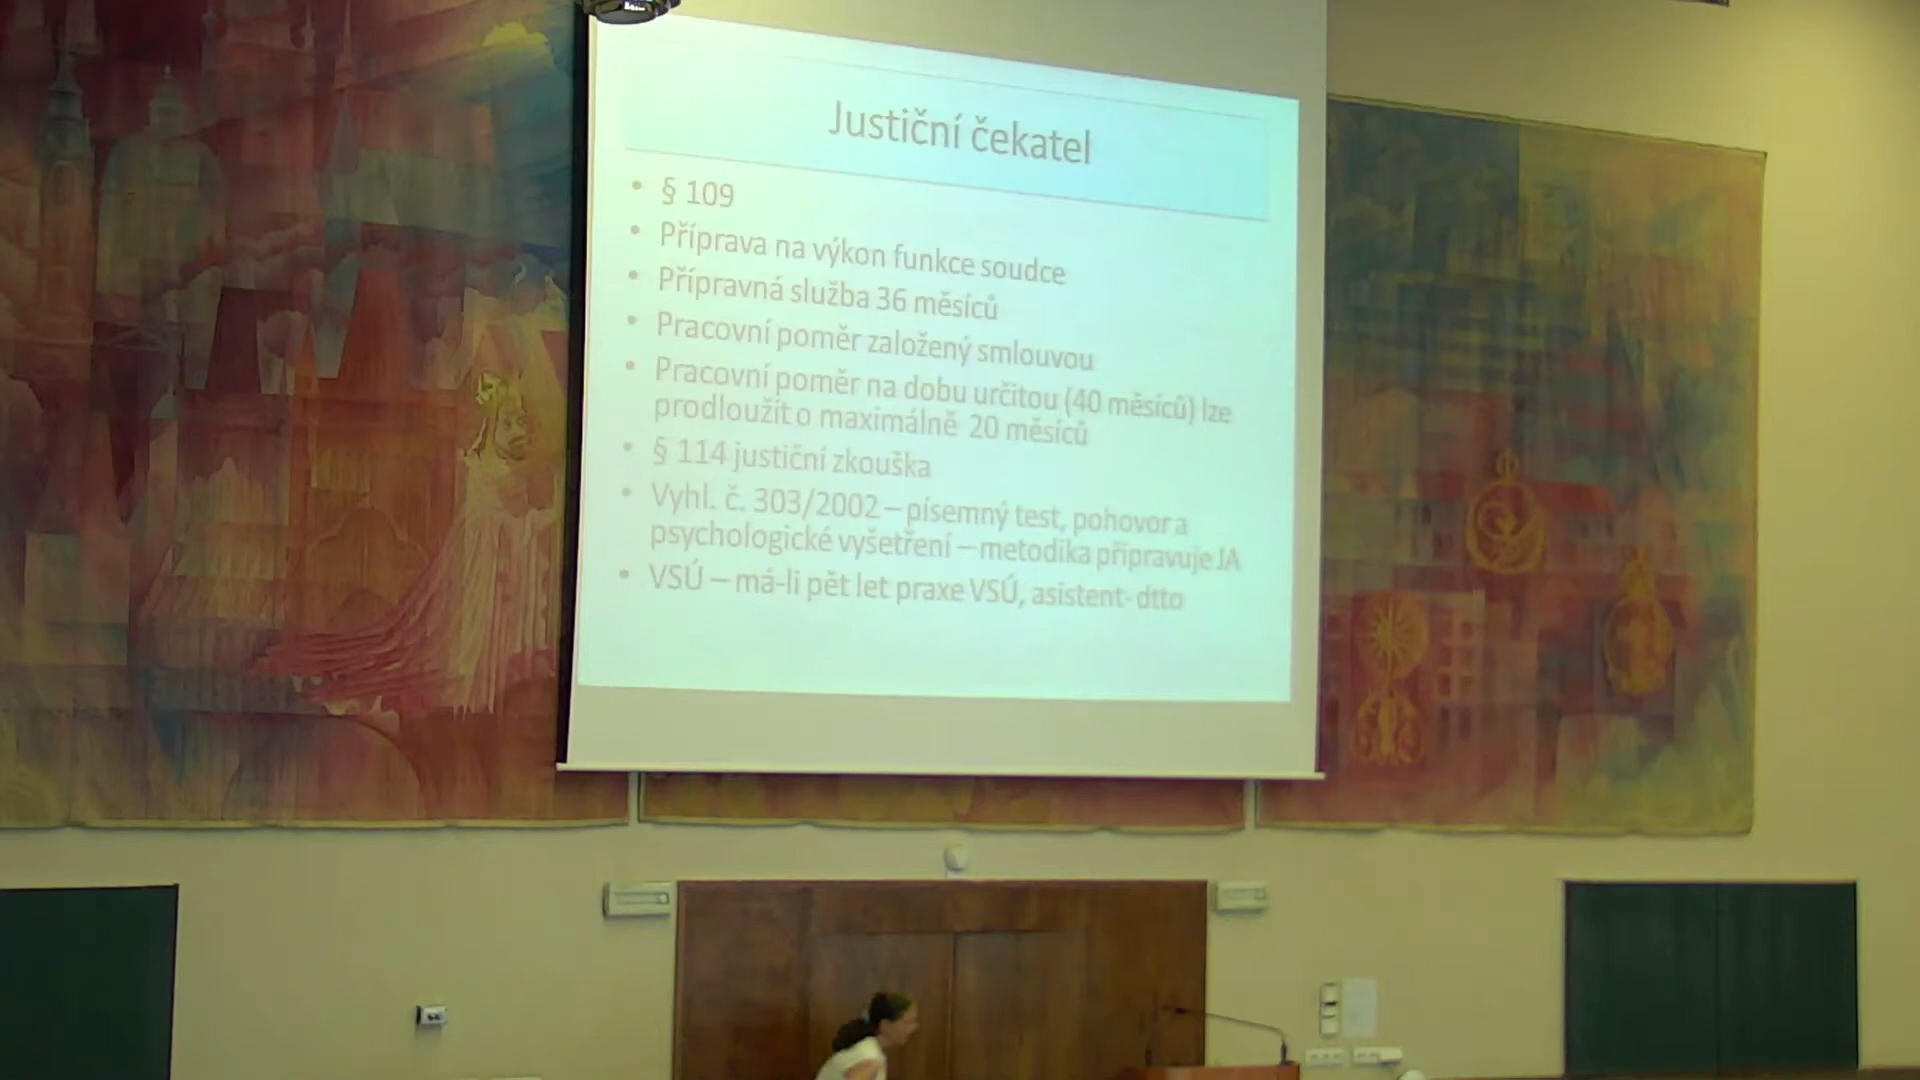 Justiční čekatel
• § 109
• Příprava na výkon funkce soudce
• Přípravná služba 36 měsíců
• Pracovní poměr založený smlouvou
• Pracovní poměr na dobu určitou (40 měsíců) lze
prodloužit o maximálně 20 měsíců
• § 114 justiční zkouška
• Vyhl. č. 303/2002 – písemný test, pohovor a
psychologické vyšetření – metodika připravuje JA
• VSÚ – má-li pět let praxe VSÚ, asistent- dtto